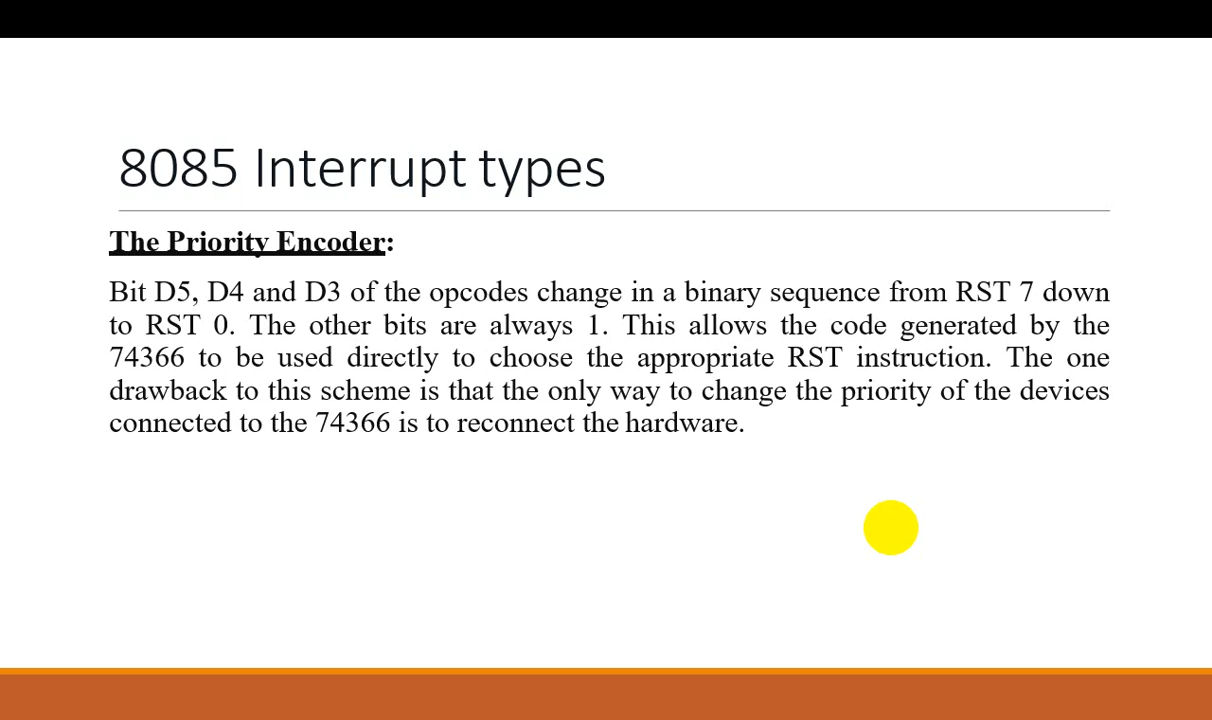 8085 Interrupt types
The Priority Encoder:
Bit D5, D4 and D3 of the opcodes change in a binary sequence from RST 7 down
to RST 0. The other bits are always 1. This allows the code generated by the
74366 to be used directly to choose the appropriate RST instruction. The one
drawback to this scheme is that the only way to change the priority of the devices
connected to the 74366 is to reconnect the hardware.